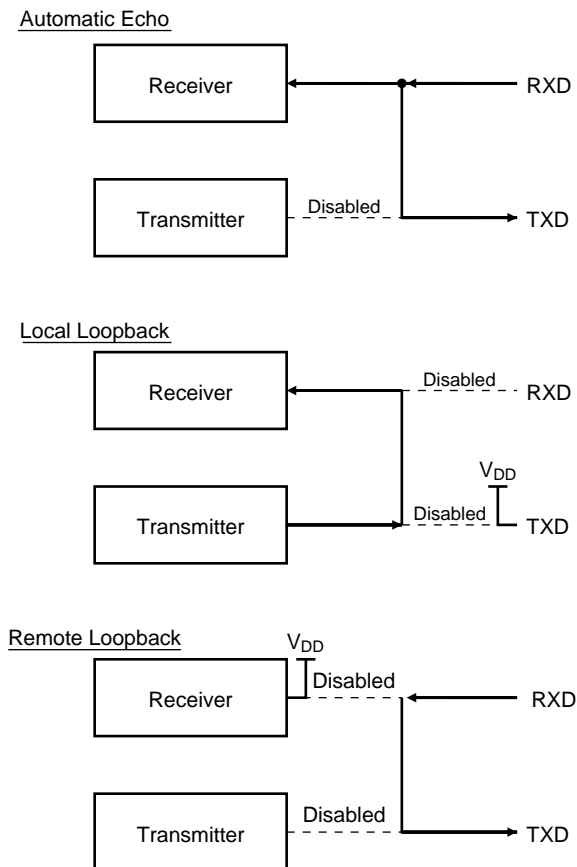 Automatic Echo
Receiver
RXD
Transmitter
Disabled
TXD
Local Loopback
Receiver
Disabled
RXD
VDD
Transmitter
Disabled
TXD
Remote Loopback
VDD
Receiver
Disabled
RXD
Transmitter
Disabled
TXD